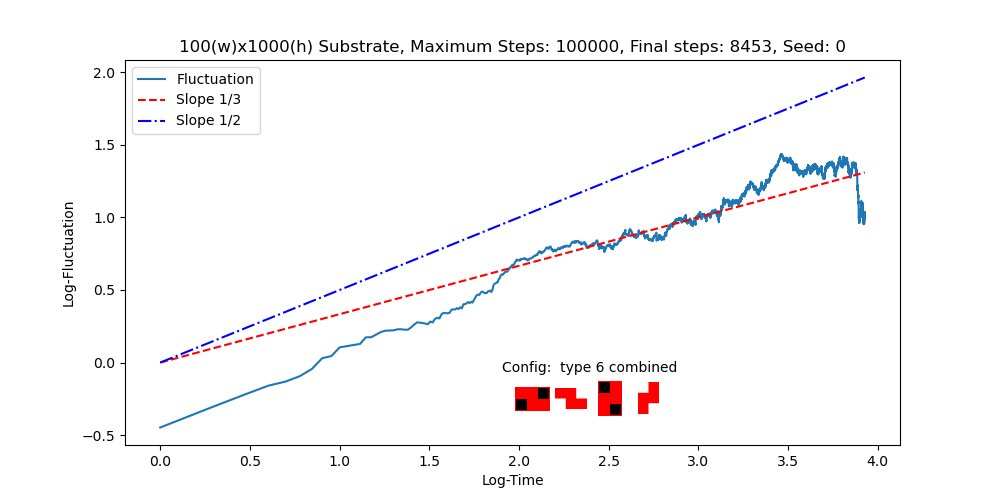 100(w)x1000(h) Substrate, Maximum Steps: 100000, Final steps: 8453, Seed: 0
Fluctuation
Slope 1/3
Slope 1/2
2.0
1.5
1.0
0.5
0.0
−0.5
Log-Fluctuation
Config:  type 6 combined
0.0 0.5 1.0 1.5 2.0 2.5 3.0 3.5 4.0
Log-Time